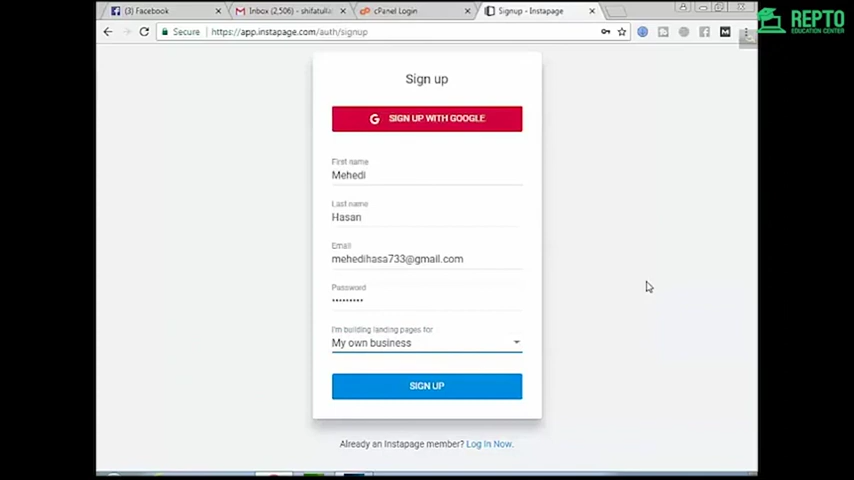 (3) Facebook
Inbox (2,506) - shifatulla
cPanel Login
Signup - Instapage
REPTO
EDUCATION CENTER
Secure
https://app.instapage.com/auth/signup
Sign up
G SIGN UP WITH GOOGLE
First name
Mehedi
Last name
Hasan
Email
mehedihasa733@gmail.com
Password
•••••••••
I'm building landing pages for
My own business
SIGN UP
Already an Instapage member? Log In Now.